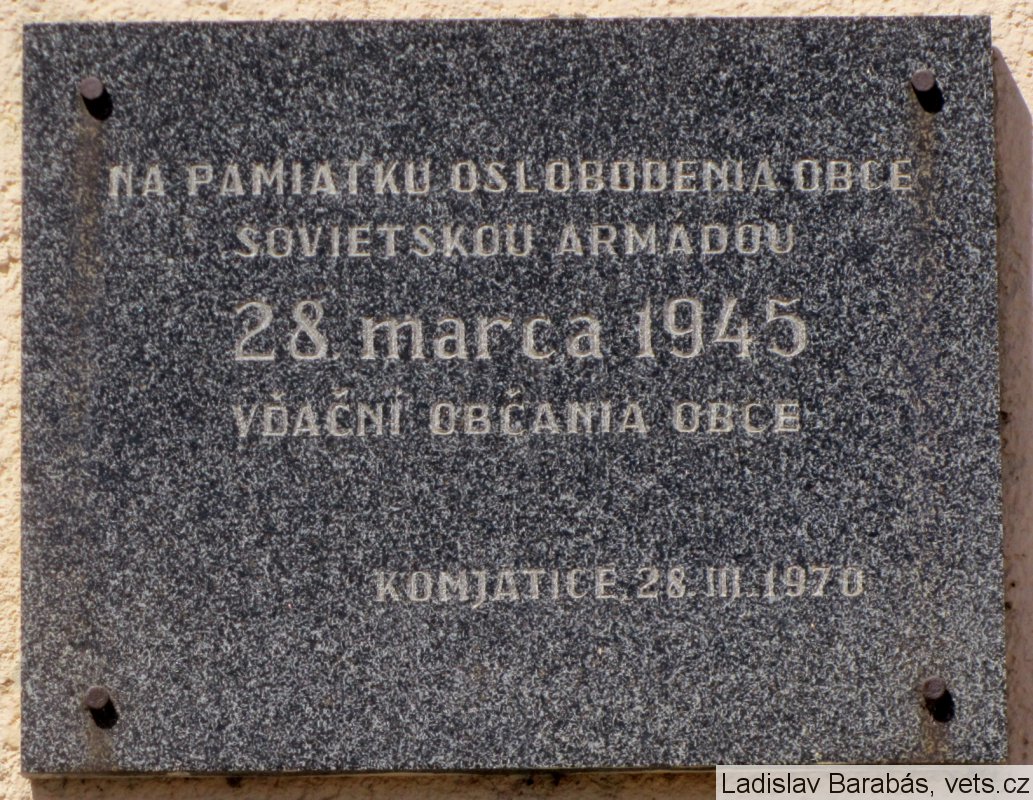 NA PAMIATKU OSLOBODENIA OBCE
SOVIETSKOU ARMÁDOU
28. marca 1945
VĎAČNÍ OBČANIA OBCE
KOMJATICE, 28. III. 1970
Ladislav Barabás, vets.cz